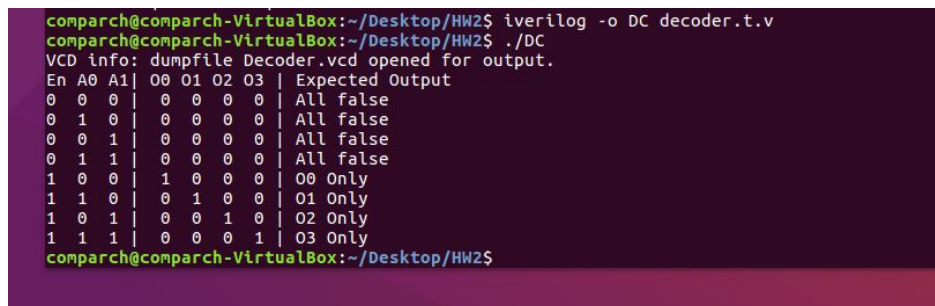 comparch@comparch-VirtualBox:~/Desktop/HW2$ iverilog -o DC decoder.t.v
comparch@comparch-VirtualBox:~/Desktop/HW2$ ./DC
VCD info: dumpfile Decoder.vcd opened for output.
En A0 A1| O0 O1 O2 O3 | Expected Output
0  0  0 |  0  0  0  0 | All false
0  1  0 |  0  0  0  0 | All false
0  0  1 |  0  0  0  0 | All false
0  1  1 |  0  0  0  0 | All false
1  0  0 |  1  0  0  0 | O0 Only
1  1  0 |  0  1  0  0 | O1 Only
1  0  1 |  0  0  1  0 | O2 Only
1  1  1 |  0  0  0  1 | O3 Only
comparch@comparch-VirtualBox:~/Desktop/HW2$